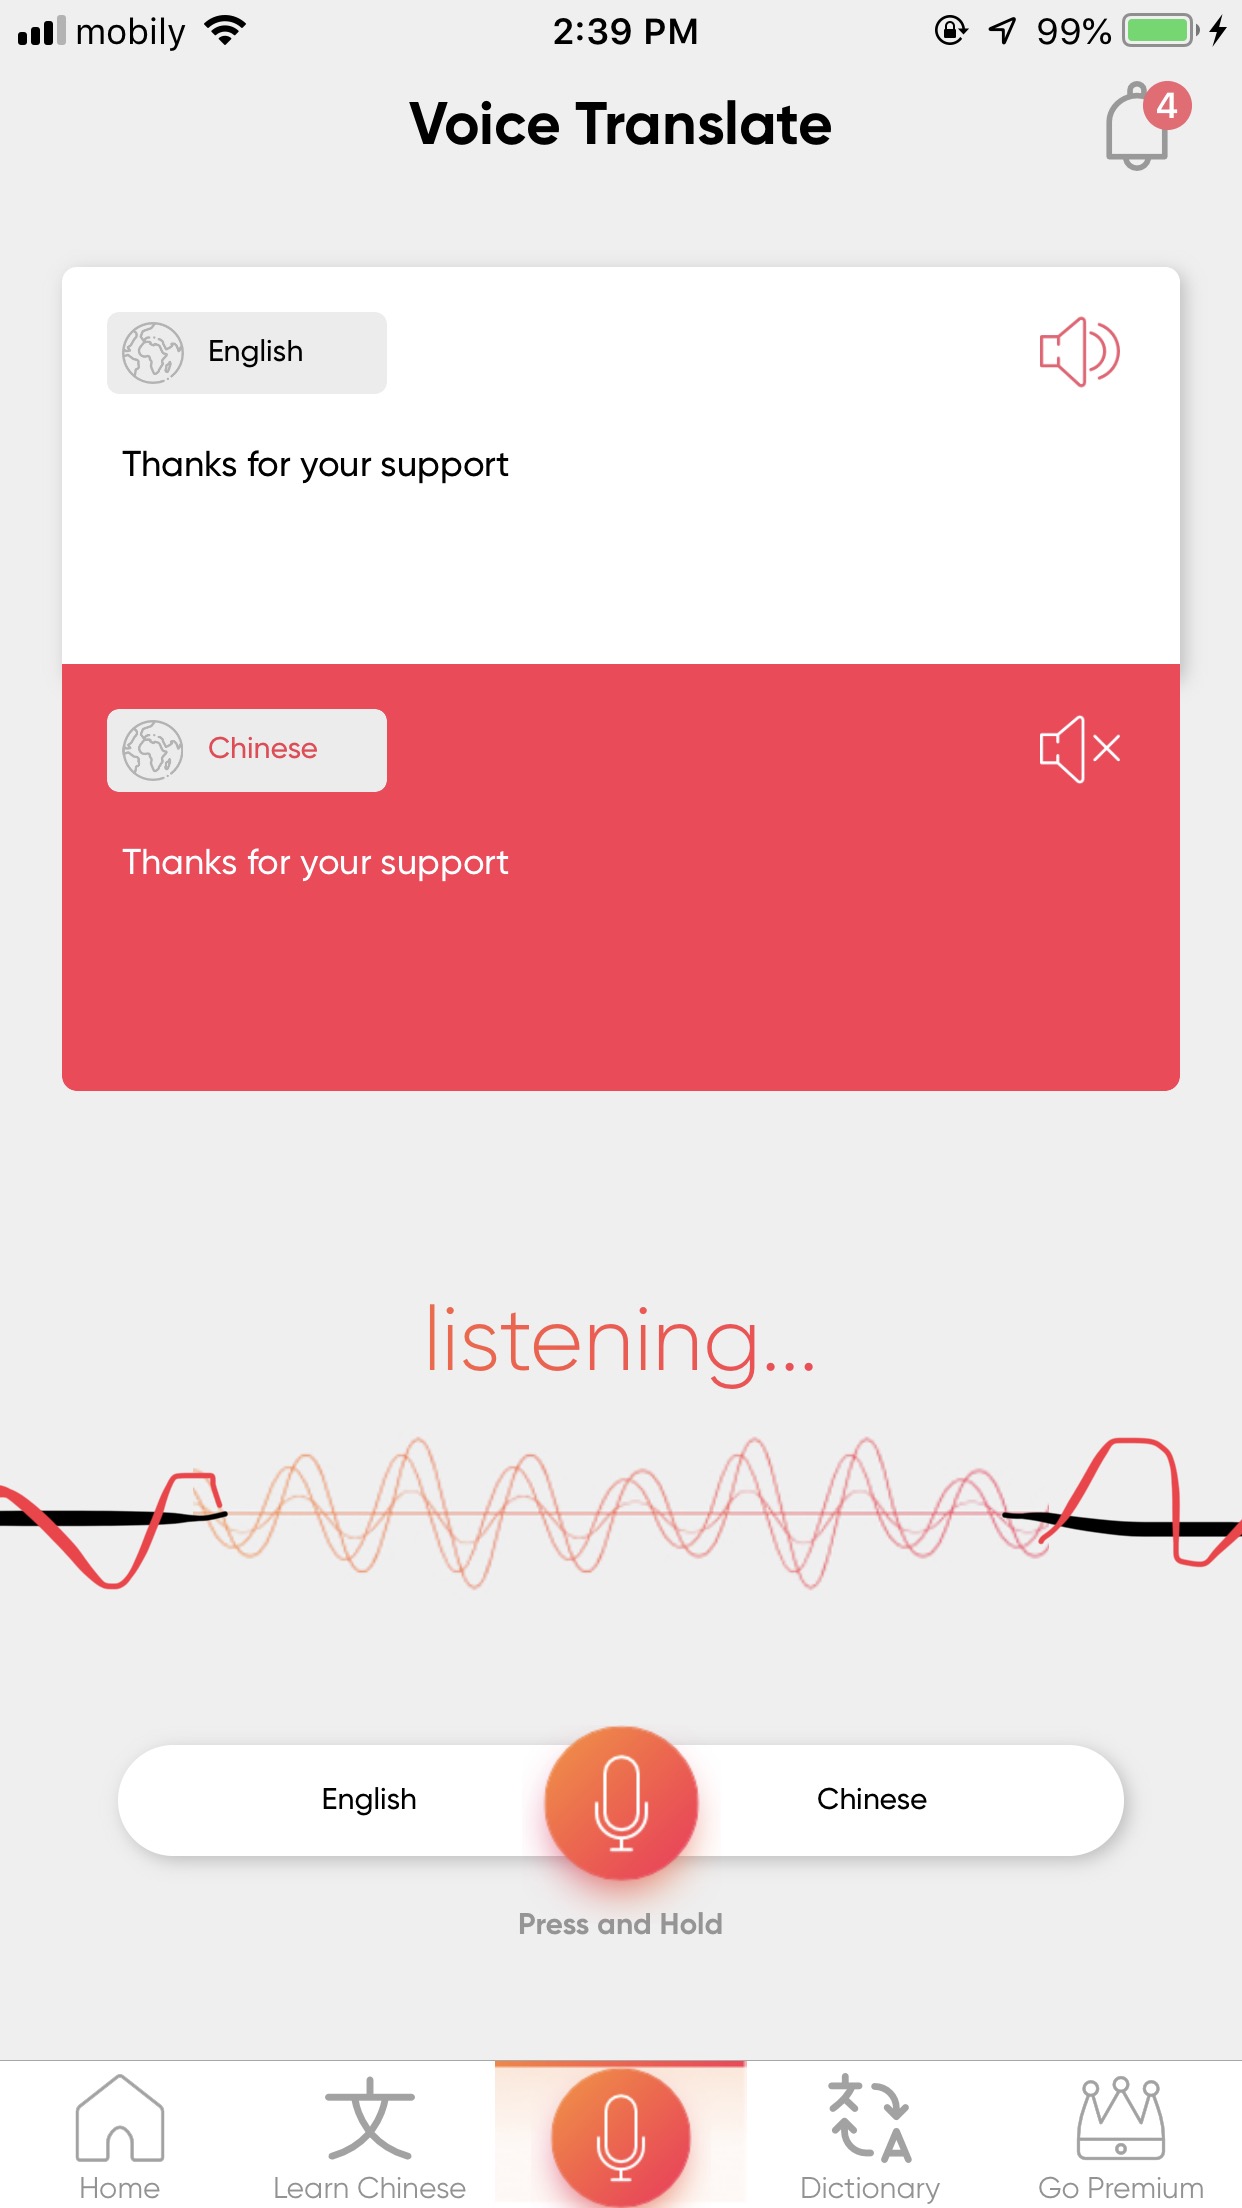 mobily
2:39 PM
99%
Voice Translate
4
English
Thanks for your support
Chinese
Thanks for your support
listening...
English
Chinese
Press and Hold
文
Home
Learn Chinese
Dictionary
Go Premium